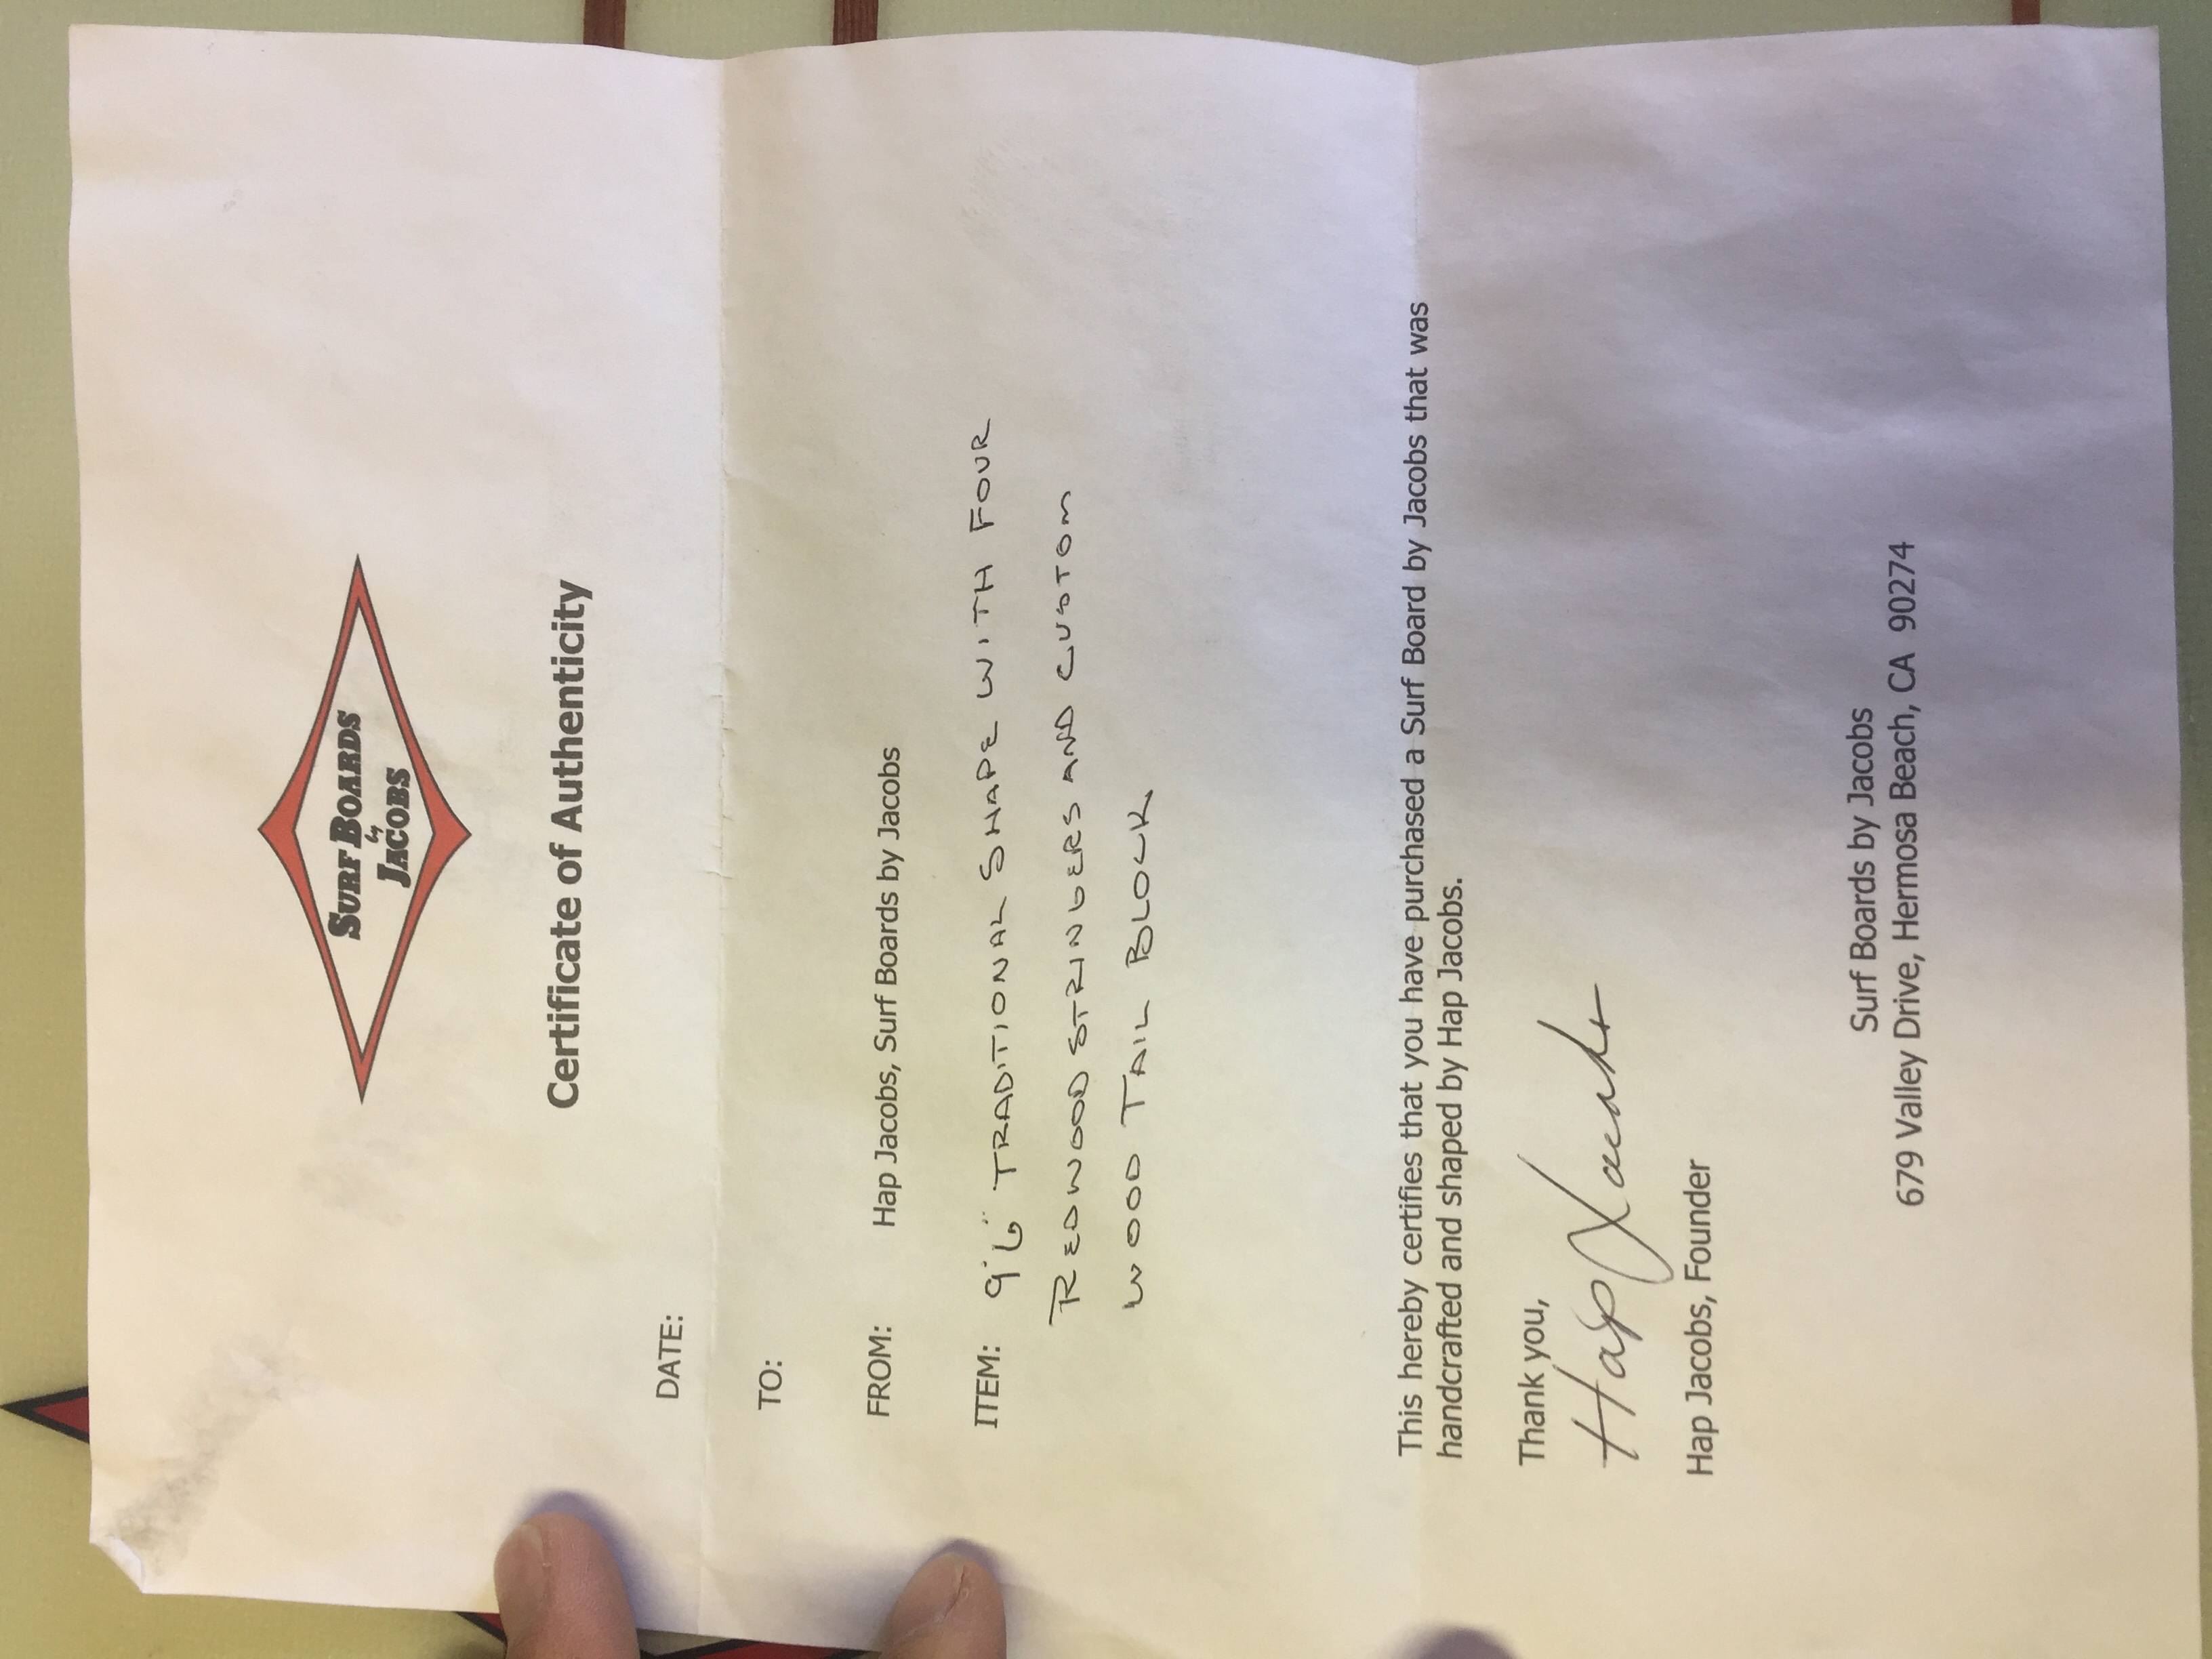 SURF BOARDS
by
JACOBS
Certificate of Authenticity
DATE:
TO:
FROM: Hap Jacobs, Surf Boards by Jacobs
ITEM: 9'6" TRADITIONAL SHAPE WITH FOUR
REDWOOD STRINGERS AND CUSTOM
WOOD TAIL BLOCK
This hereby certifies that you have purchased a Surf Board by Jacobs that was
handcrafted and shaped by Hap Jacobs.
Thank you,
Hap Jacobs
Hap Jacobs, Founder
Surf Boards by Jacobs
679 Valley Drive, Hermosa Beach, CA 90274